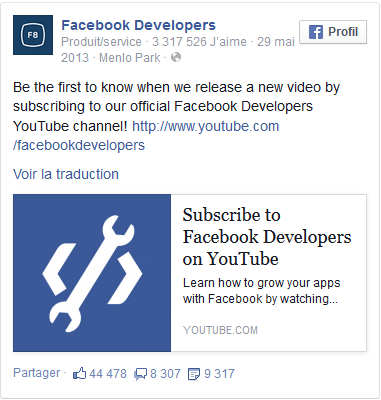 F8
Facebook Developers
Produit/service · 3 317 526 J'aime · 29 mai
2013 · Menlo Park ·
Profil
Be the first to know when we release a new video by
subscribing to our official Facebook Developers
YouTube channel! http://www.youtube.com
/facebookdevelopers
Voir la traduction
Subscribe to
Facebook Developers
on YouTube
Learn how to grow your apps
with Facebook by watching...
YOUTUBE.COM
Partager · 44 478 8 307 9 317